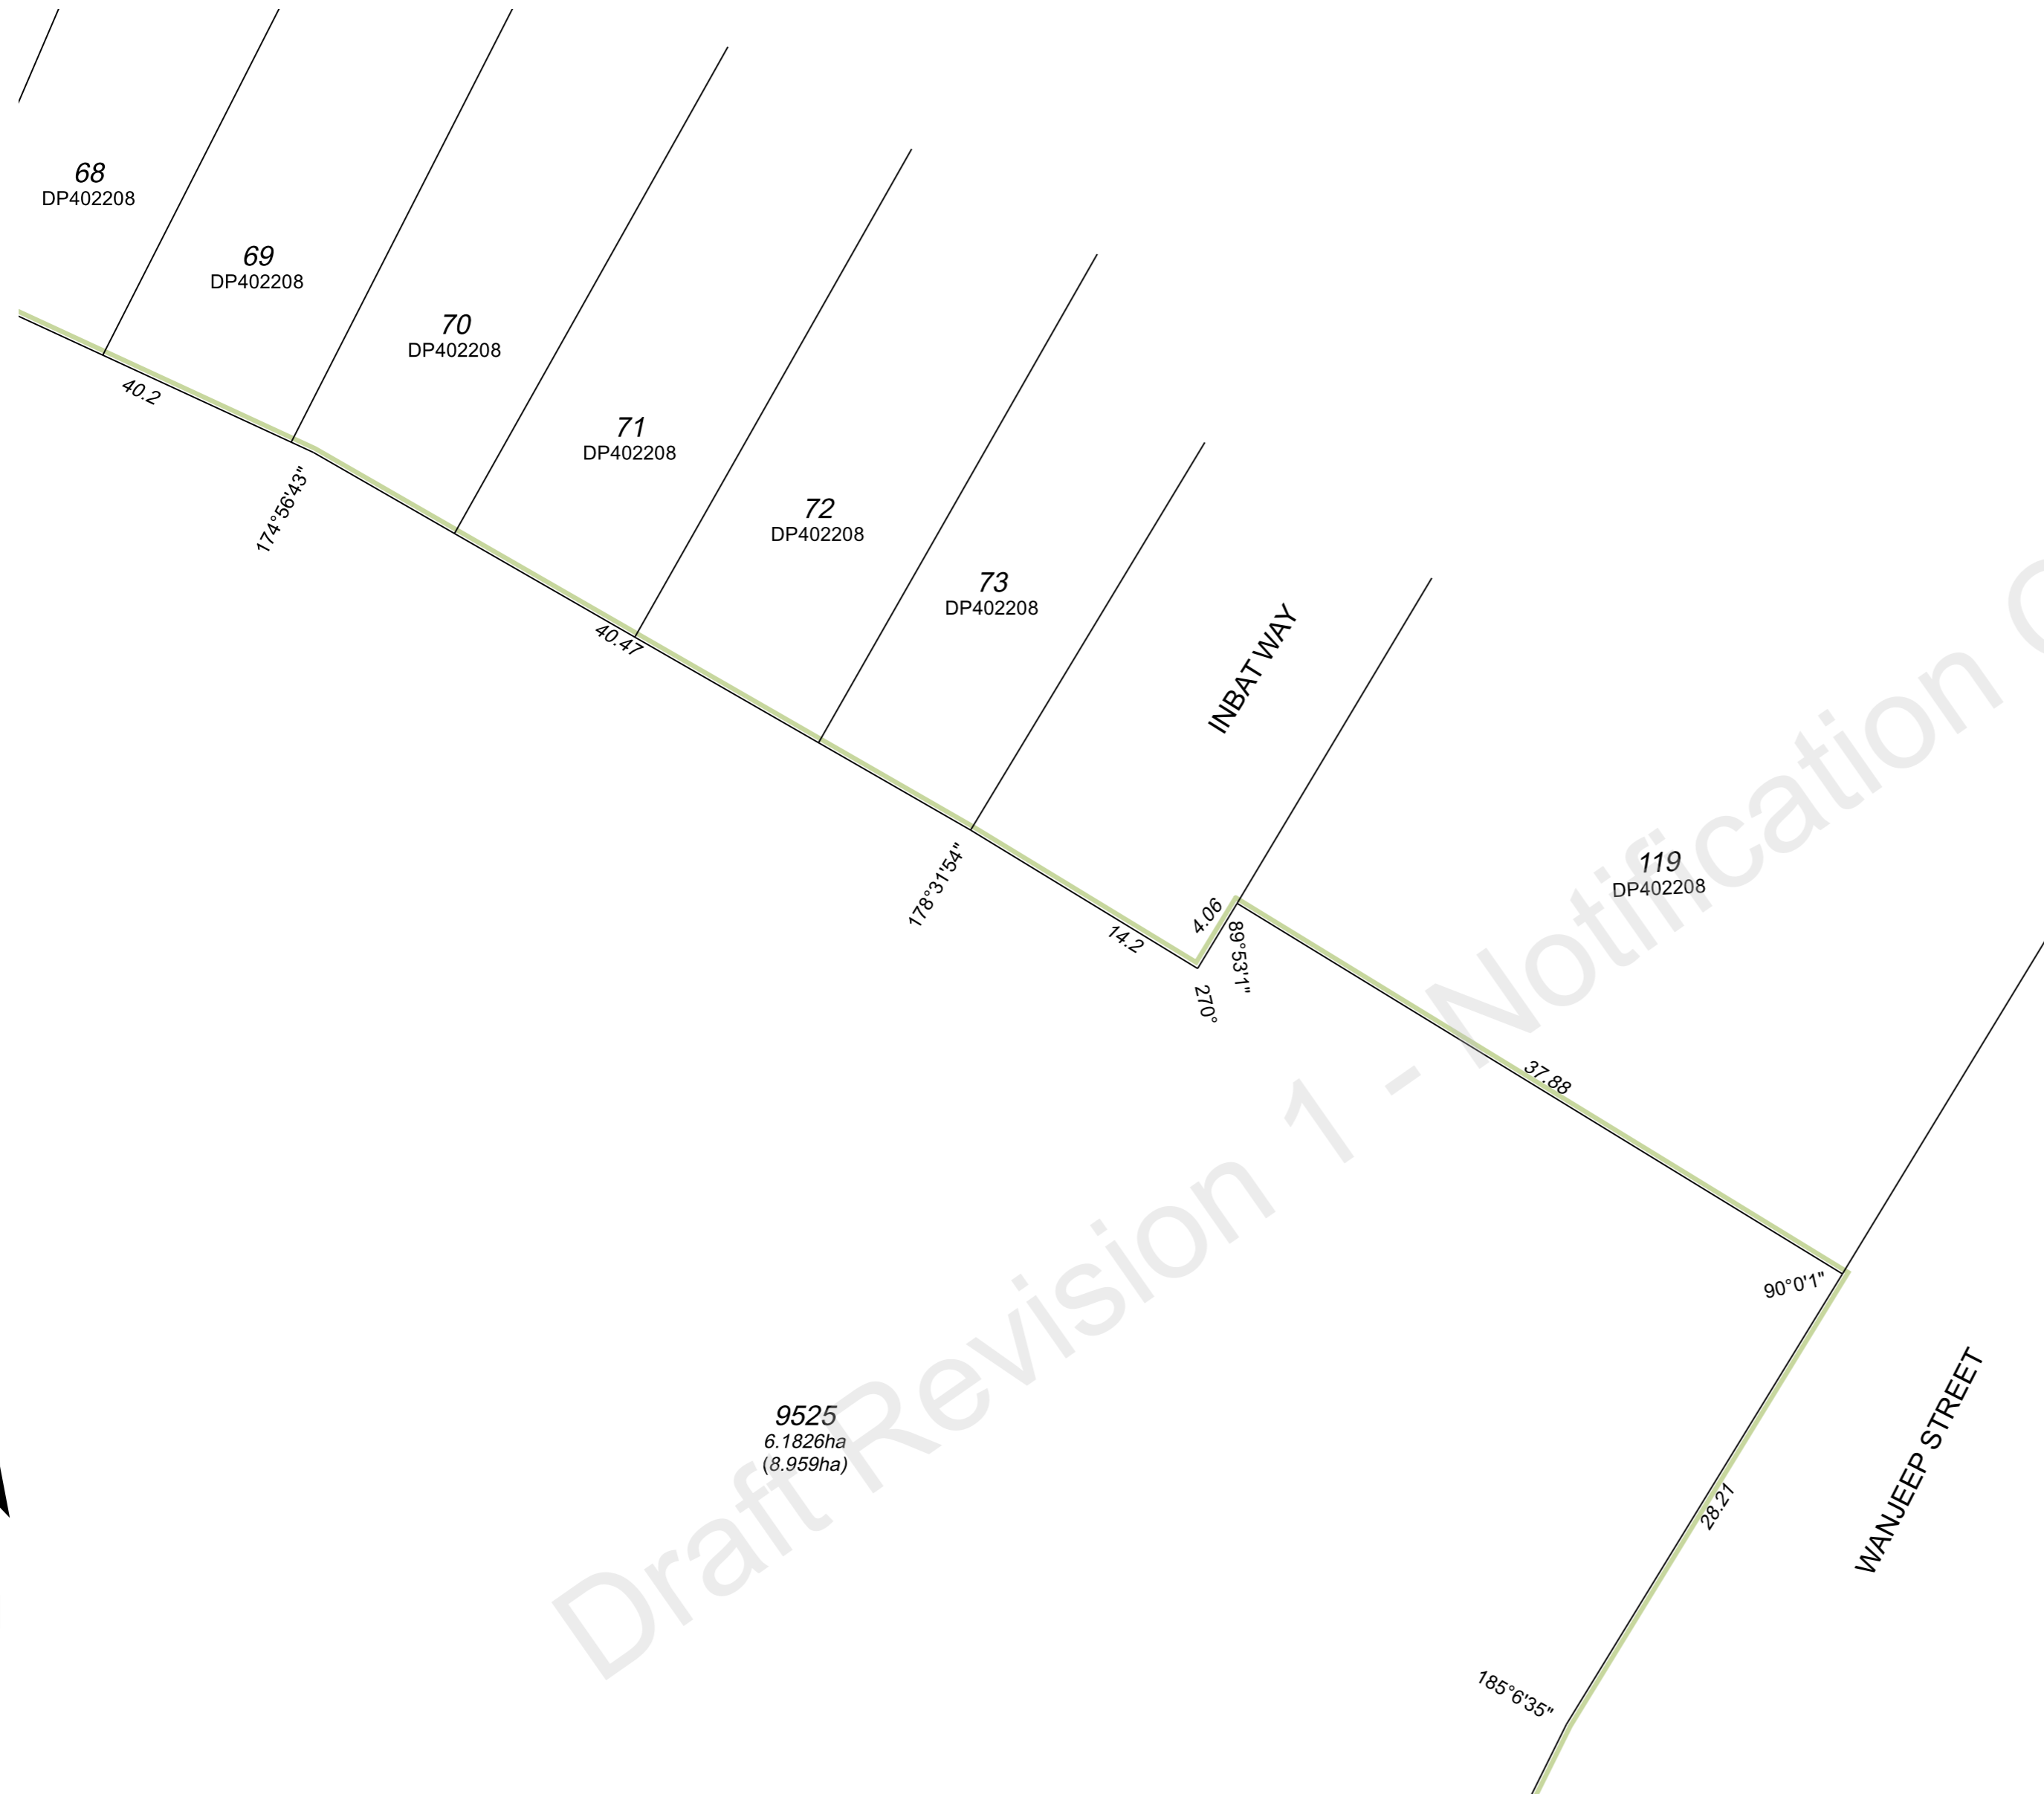 68
DP402208
69
DP402208
70
DP402208
40.2
71
DP402208
174°56'43"
72
DP402208
73
DP402208
40.47
INBAT WAY
119
DP402208
178°31'54"
4.06
14.2
89°53'1"
270°
37.88
90°0'1"
9525
6.1826ha
(8.959ha)
WANJEEP STREET
28.21
185°6'35"
Draft Revision 1 - Notification